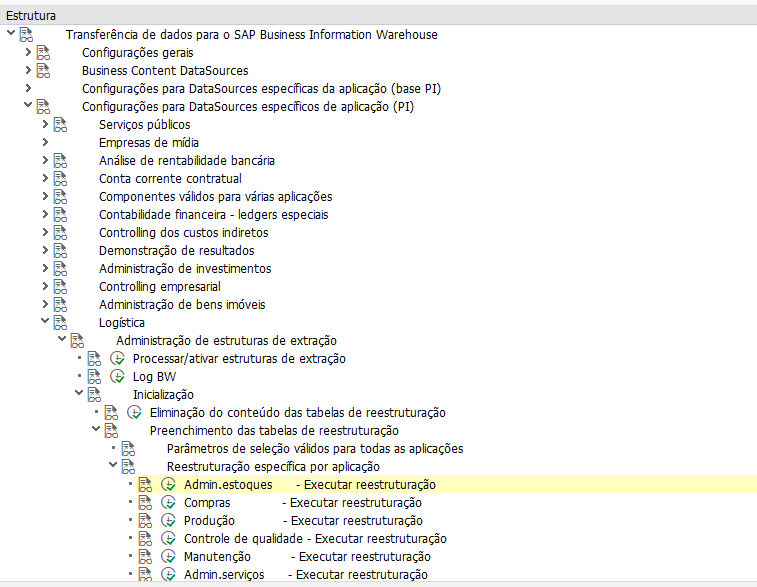 Estrutura
Transferência de dados para o SAP Business Information Warehouse
Configurações gerais
Business Content DataSources
Configurações para DataSources específicas da aplicação (base PI)
Configurações para DataSources específicos de aplicação (PI)
Serviços públicos
Empresas de mídia
Análise de rentabilidade bancária
Conta corrente contratual
Componentes válidos para várias aplicações
Contabilidade financeira - ledgers especiais
Controlling dos custos indiretos
Demonstração de resultados
Administração de investimentos
Controlling empresarial
Administração de bens imóveis
Logística
Administração de estruturas de extração
Processar/ativar estruturas de extração
Log BW
Inicialização
Eliminação do conteúdo das tabelas de reestruturação
Preenchimento das tabelas de reestruturação
Parâmetros de seleção válidos para todas as aplicações
Reestruturação específica por aplicação
Admin.estoques - Executar reestruturação
Compras - Executar reestruturação
Produção - Executar reestruturação
Controle de qualidade - Executar reestruturação
Manutenção - Executar reestruturação
Admin.serviços - Executar reestruturação